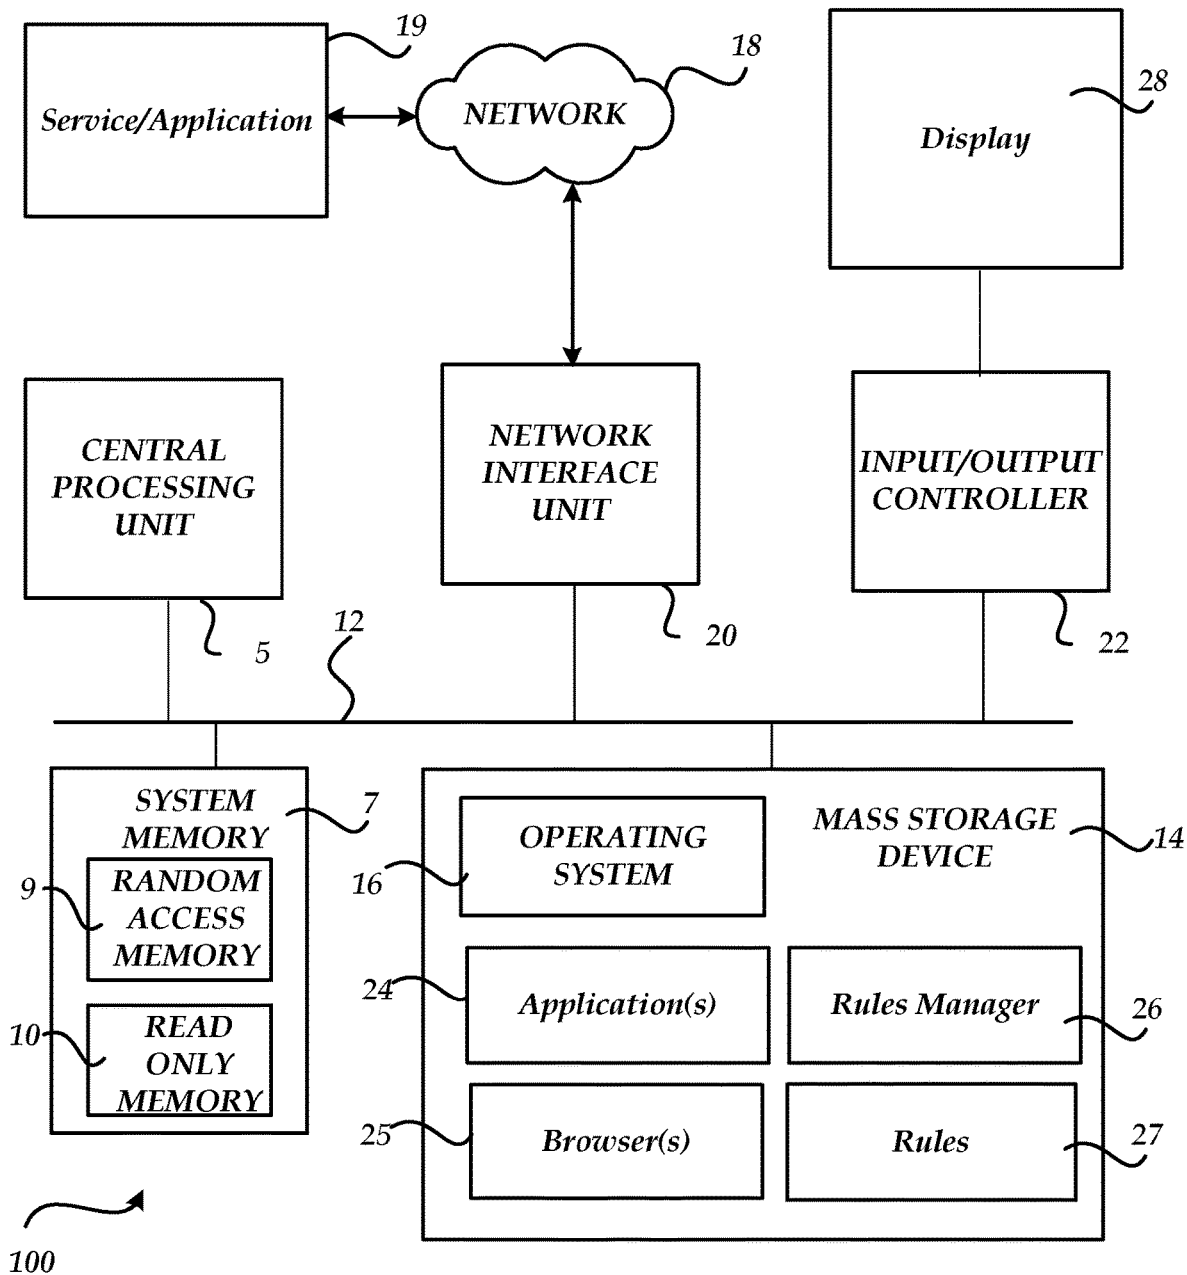 19
Service/Application
NETWORK
18
Display
28
CENTRAL
PROCESSING
UNIT
5
NETWORK
INTERFACE
UNIT
20
INPUT/OUTPUT
CONTROLLER
22
12
SYSTEM
MEMORY
7
RANDOM
ACCESS
MEMORY
9
READ
ONLY
MEMORY
10
OPERATING
SYSTEM
16
MASS STORAGE
DEVICE
14
24
Application(s)
Rules Manager
26
25
Browser(s)
Rules
27
100